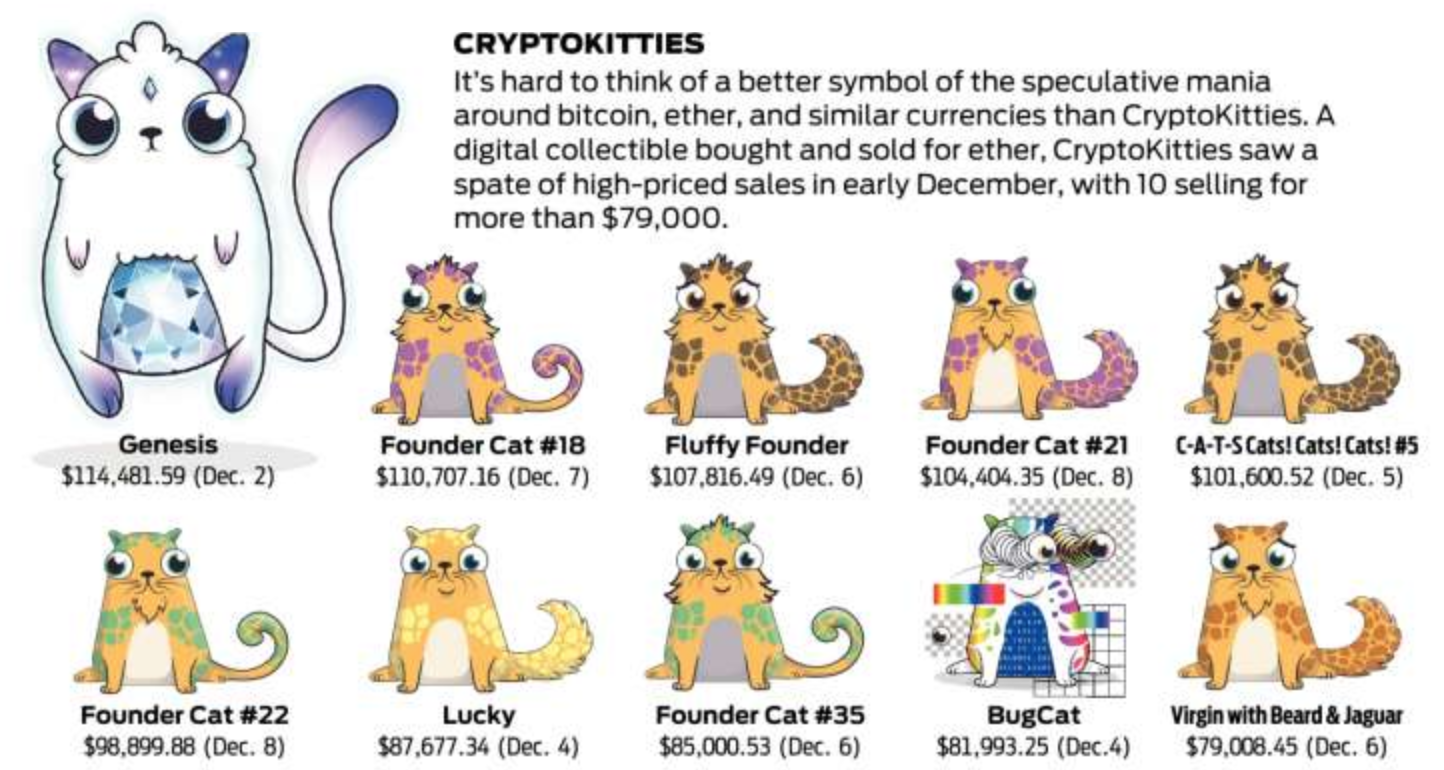 CRYPTOKITTIES
It's hard to think of a better symbol of the speculative mania
around bitcoin, ether, and similar currencies than CryptoKitties. A
digital collectible bought and sold for ether, CryptoKitties saw a
spate of high-priced sales in early December, with 10 selling for
more than $79,000.
Genesis
$114,481.59 (Dec. 2)
Founder Cat #18
$110,707.16 (Dec. 7)
Fluffy Founder
$107,816.49 (Dec. 6)
Founder Cat #21
$104,404.35 (Dec. 8)
C-A-T-S Cats! Cats! Cats! #5
$101,600.52 (Dec. 5)
Founder Cat #22
$98,899.88 (Dec. 8)
Lucky
$87,677.34 (Dec. 4)
Founder Cat #35
$85,000.53 (Dec. 6)
BugCat
$81,993.25 (Dec.4)
Virgin with Beard & Jaguar
$79,008.45 (Dec. 6)